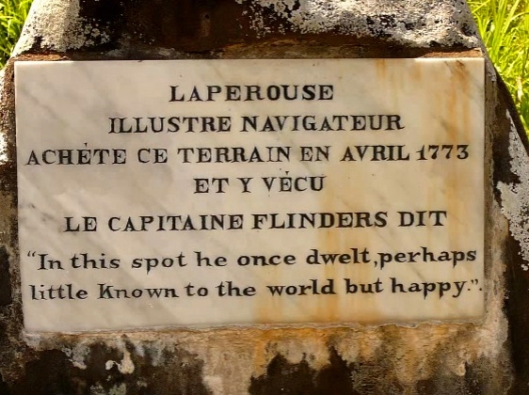 LAPEROUSE
ILLUSTRE NAVIGATEUR
ACHÈTE CE TERRAIN EN AVRIL 1773
ET Y VÉCU
LE CAPITAINE FLINDERS DIT
"In this spot he once dwelt, perhaps
little Known to the world but happy.".